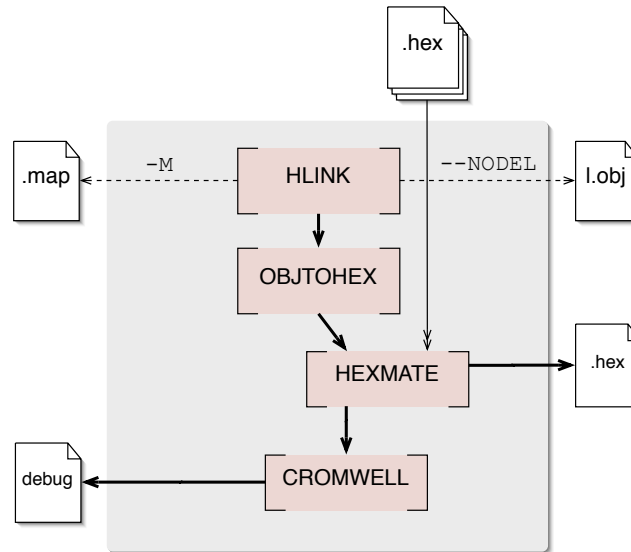 .hex
.map
-M
HLINK
--NODEL
l.obj
OBJTOHEX
HEXMATE
.hex
debug
CROMWELL